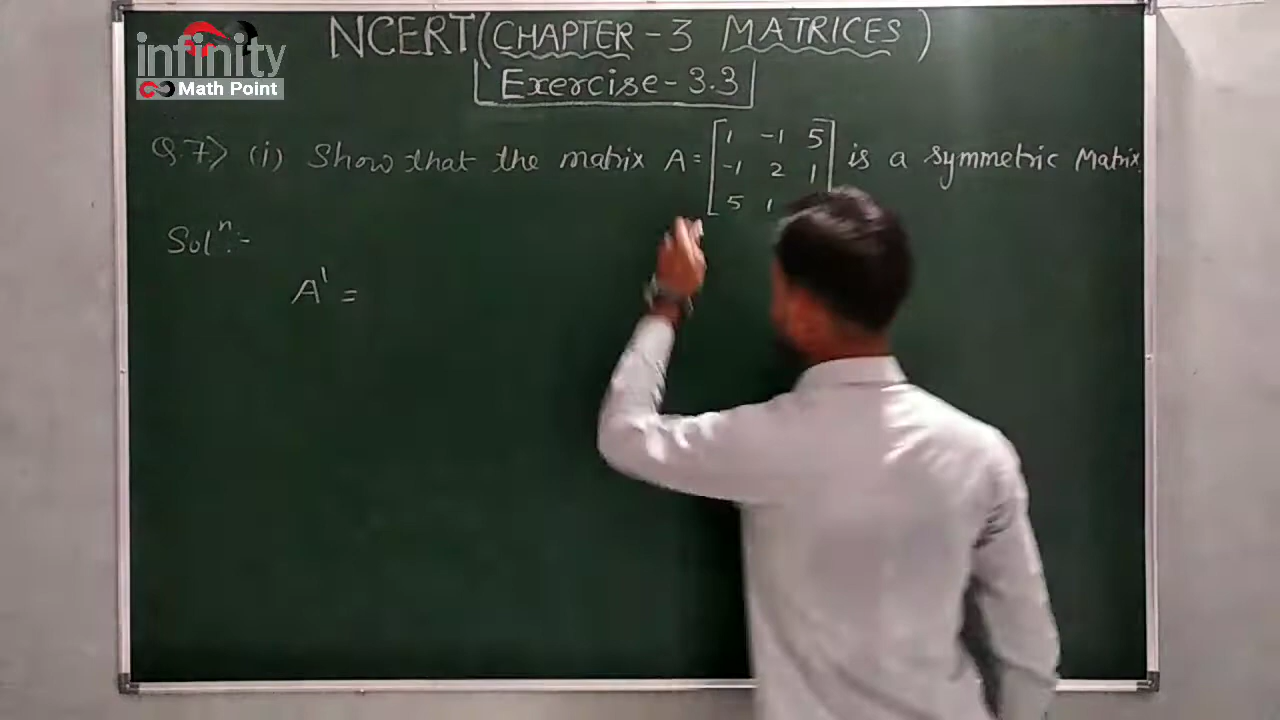 infinity
Math Point
NCERT (CHAPTER - 3 MATRICES)
Exercise - 3.3
Q.7> (i) Show that the matrix A = [1 -1 5
-1 2 1
5 1
is a symmetric Matrix.
Solⁿ:-
A' =